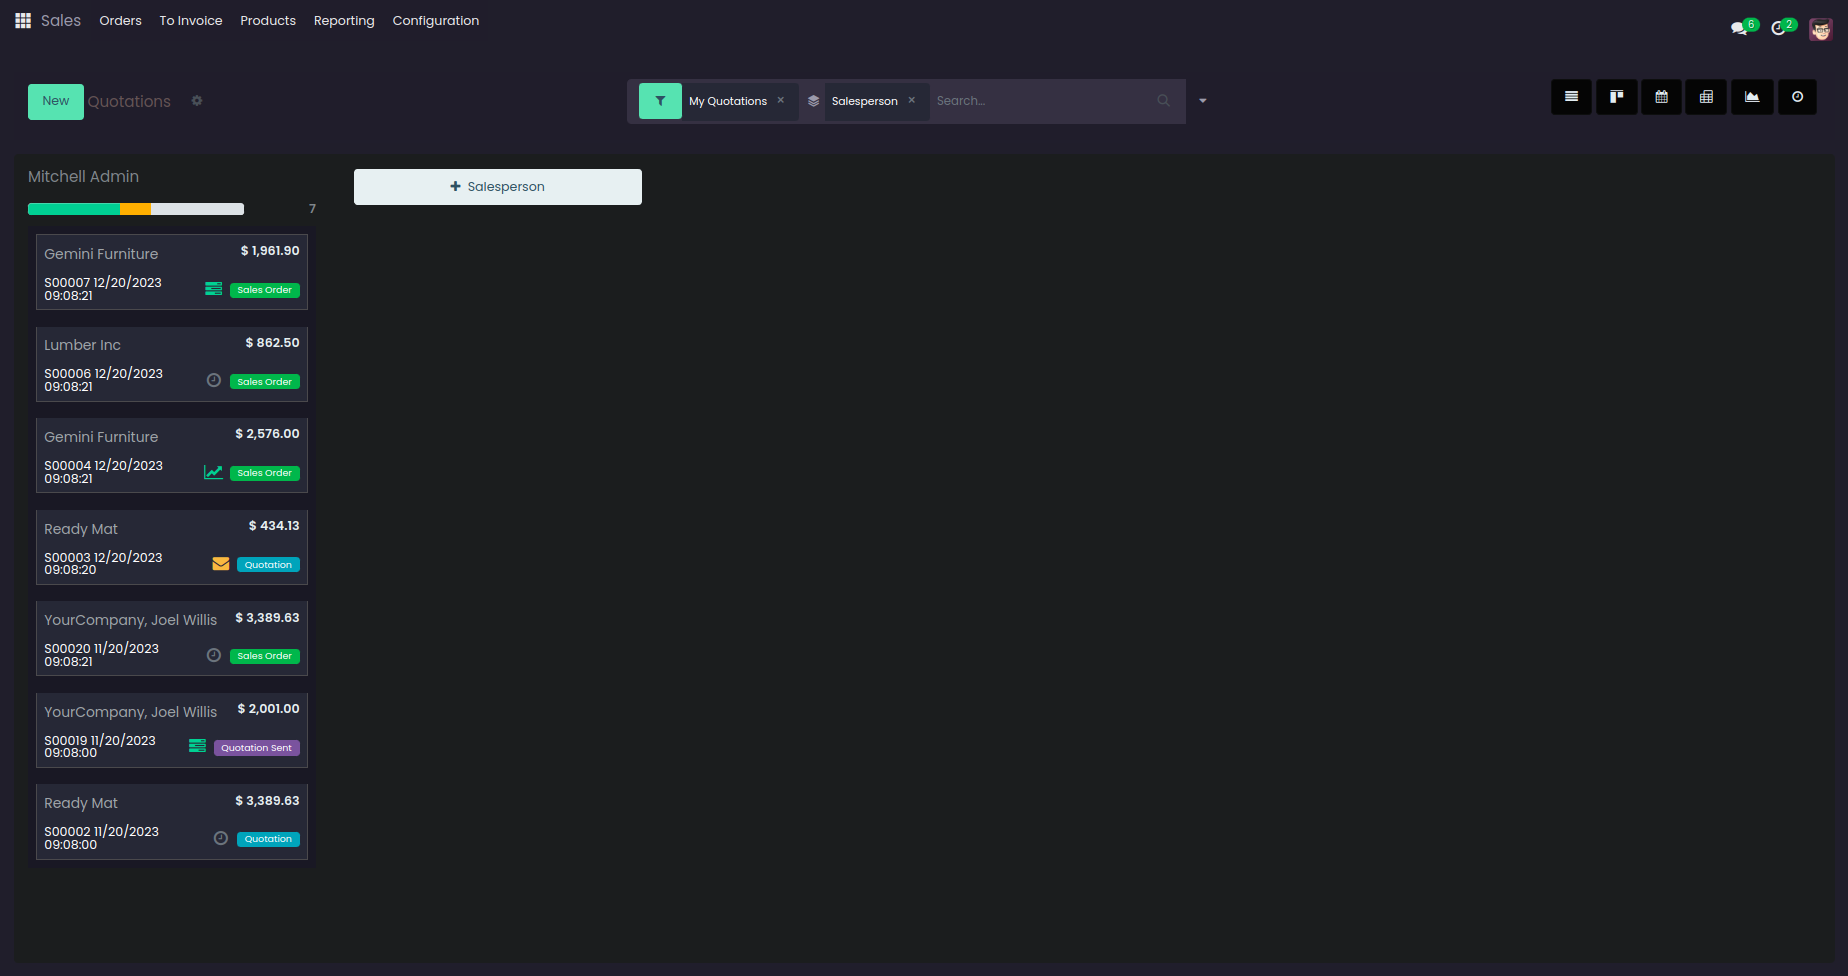 Sales Orders To Invoice Products Reporting Configuration
6 2
New Quotations My Quotations × Salesperson × Search...
Mitchell Admin
+ Salesperson
7
Gemini Furniture $ 1,961.90
S00007 12/20/2023
09:08:21
Sales Order
Lumber Inc $ 862.50
S00006 12/20/2023
09:08:21
Sales Order
Gemini Furniture $ 2,576.00
S00004 12/20/2023
09:08:21
Sales Order
Ready Mat $ 434.13
S00003 12/20/2023
09:08:20
Quotation
YourCompany, Joel Willis $ 3,389.63
S00020 11/20/2023
09:08:21
Sales Order
YourCompany, Joel Willis $ 2,001.00
S00019 11/20/2023
09:08:00
Quotation Sent
Ready Mat $ 3,389.63
S00002 11/20/2023
09:08:00
Quotation